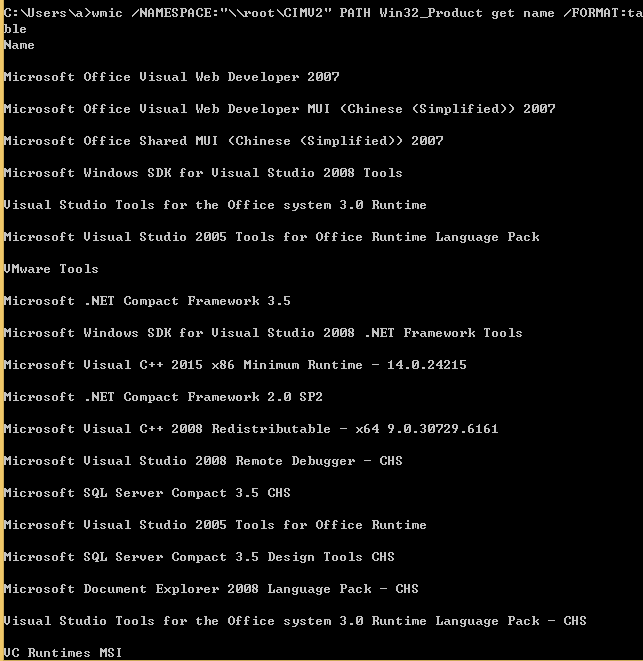 C:\Users\a>wmic /NAMESPACE:"\\root\CIMV2" PATH Win32_Product get name /FORMAT:ta
ble
Name
Microsoft Office Visual Web Developer 2007
Microsoft Office Visual Web Developer MUI (Chinese (Simplified)) 2007
Microsoft Office Shared MUI (Chinese (Simplified)) 2007
Microsoft Windows SDK for Visual Studio 2008 Tools
Visual Studio Tools for the Office system 3.0 Runtime
Microsoft Visual Studio 2005 Tools for Office Runtime Language Pack
VMware Tools
Microsoft .NET Compact Framework 3.5
Microsoft Windows SDK for Visual Studio 2008 .NET Framework Tools
Microsoft Visual C++ 2015 x86 Minimum Runtime - 14.0.24215
Microsoft .NET Compact Framework 2.0 SP2
Microsoft Visual C++ 2008 Redistributable - x64 9.0.30729.6161
Microsoft Visual Studio 2008 Remote Debugger - CHS
Microsoft SQL Server Compact 3.5 CHS
Microsoft Visual Studio 2005 Tools for Office Runtime
Microsoft SQL Server Compact 3.5 Design Tools CHS
Microsoft Document Explorer 2008 Language Pack - CHS
Visual Studio Tools for the Office system 3.0 Runtime Language Pack - CHS
VC Runtimes MSI